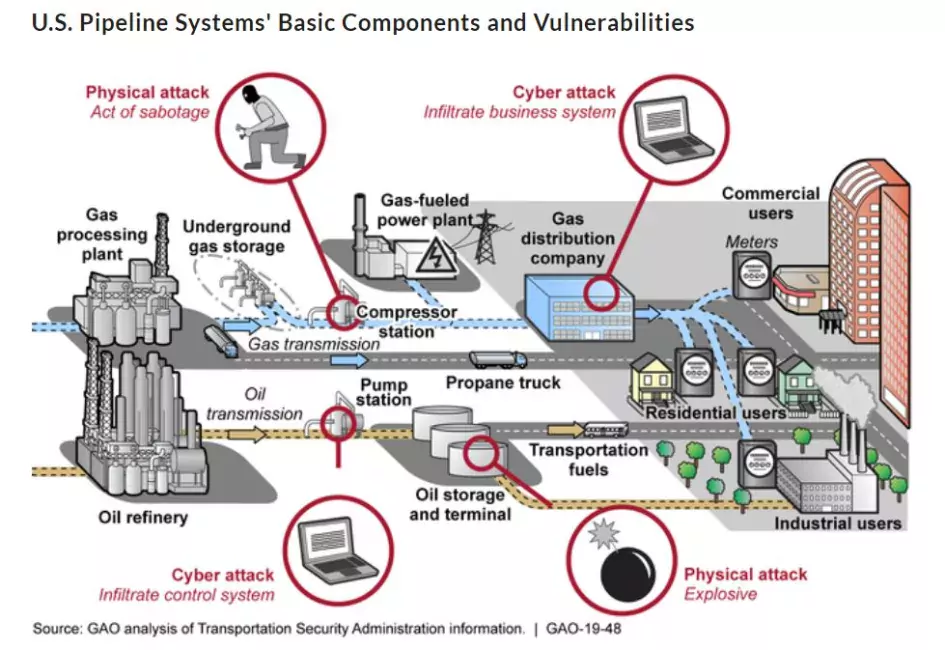 U.S. Pipeline Systems' Basic Components and Vulnerabilities
Physical attack
Act of sabotage
Cyber attack
Infiltrate business system
Gas
processing
plant
Underground
gas storage
Gas-fueled
power plant
Gas
distribution
company
Commercial
users
Meters
Compressor
station
Gas transmission
Propane truck
Residential users
Oil
transmission
Pump
station
Transportation
fuels
Oil storage
and terminal
Oil refinery
Industrial users
Cyber attack
Infiltrate control system
Physical attack
Explosive
Source: GAO analysis of Transportation Security Administration information. | GAO-19-48